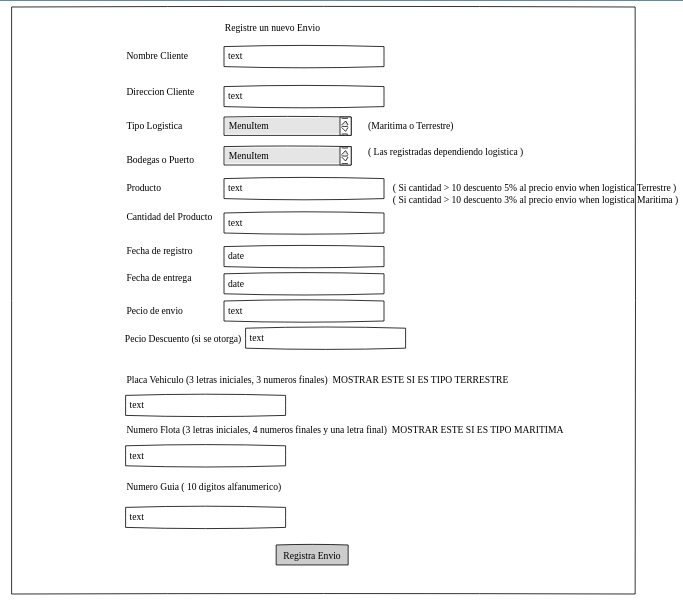 Registre un nuevo Envio
Nombre Cliente text
Direccion Cliente text
Tipo Logistica MenuItem (Maritima o Terrestre)
Bodegas o Puerto MenuItem ( Las registradas dependiendo logistica )
Producto text ( Si cantidad > 10 descuento 5% al precio envio when logistica Terrestre )
( Si cantidad > 10 descuento 3% al precio envio when logistica Maritima )
Cantidad del Producto text
Fecha de registro date
Fecha de entrega date
Pecio de envio text
Pecio Descuento (si se otorga) text
Placa Vehiculo (3 letras iniciales, 3 numeros finales) MOSTRAR ESTE SI ES TIPO TERRESTRE
text
Numero Flota (3 letras iniciales, 4 numeros finales y una letra final) MOSTRAR ESTE SI ES TIPO MARITIMA
text
Numero Guia ( 10 digitos alfanumerico)
text
Registra Envio